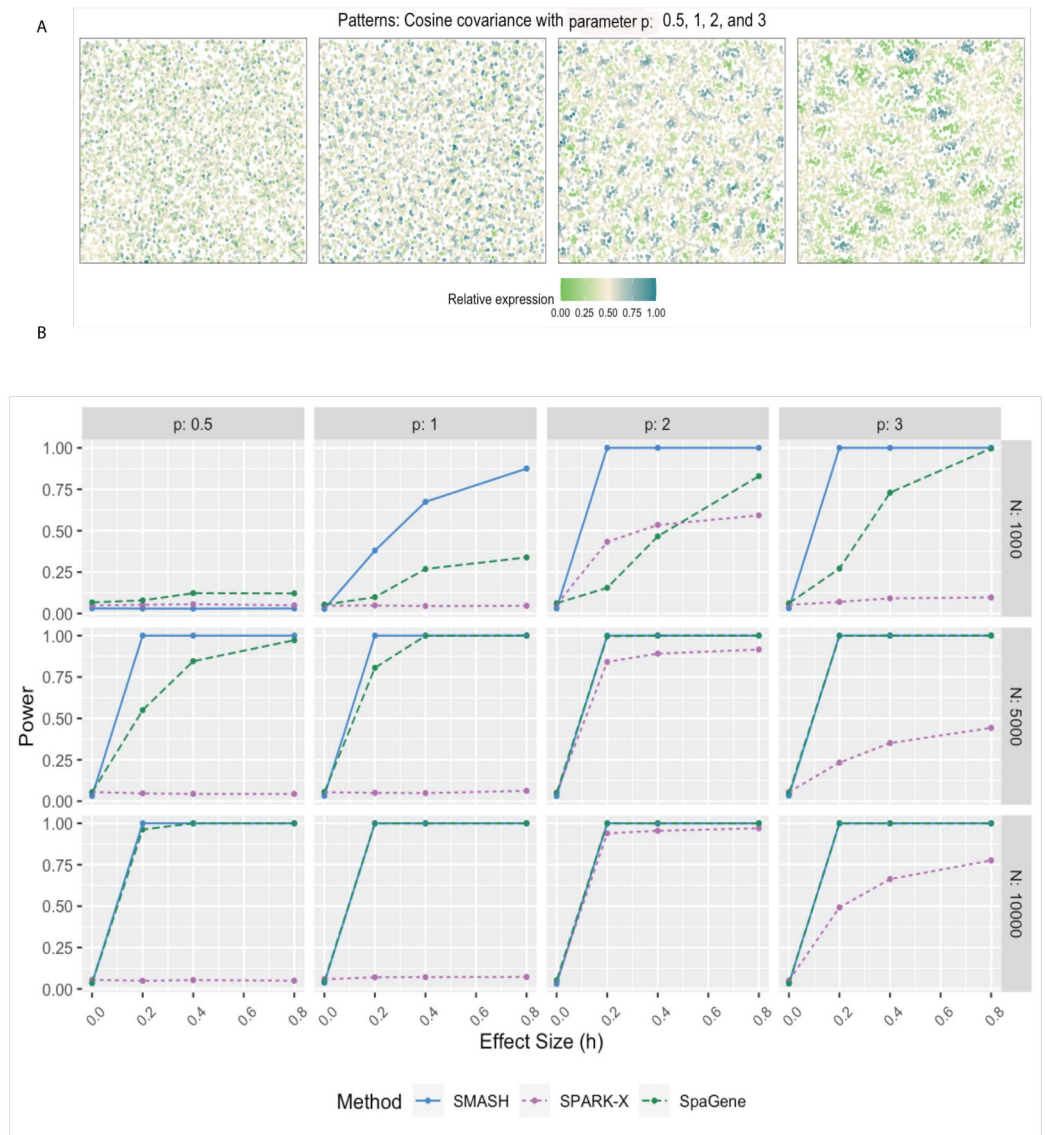 A
Patterns: Cosine covariance with parameter p: 0.5, 1, 2, and 3
Relative expression
0.00 0.25 0.50 0.75 1.00
B
p: 0.5 p: 1 p: 2 p: 3
1.00
0.75
0.50
0.25
0.00
N: 1000
1.00
0.75
0.50
0.25
0.00
N: 5000
1.00
0.75
0.50
0.25
0.00
N: 10000
Power
0.0 0.2 0.4 0.6 0.8 0.0 0.2 0.4 0.6 0.8 0.0 0.2 0.4 0.6 0.8 0.0 0.2 0.4 0.6 0.8
Effect Size (h)
Method SMASH SPARK-X SpaGene